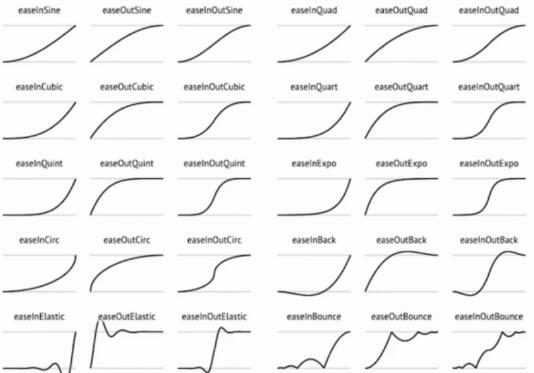 easeInSine easeOutSine easeInOutSine easeInQuad easeOutQuad easeInOutQuad
easeInCubic easeOutCubic easeInOutCubic easeInQuart easeOutQuart easeInOutQuart
easeInQuint easeOutQuint easeInOutQuint easeInExpo easeOutExpo easeInOutExpo
easeInCirc easeOutCirc easeInOutCirc easeInBack easeOutBack easeInOutBack
easeInElastic easeOutElastic easeInOutElastic easeInBounce easeOutBounce easeInOutBounce